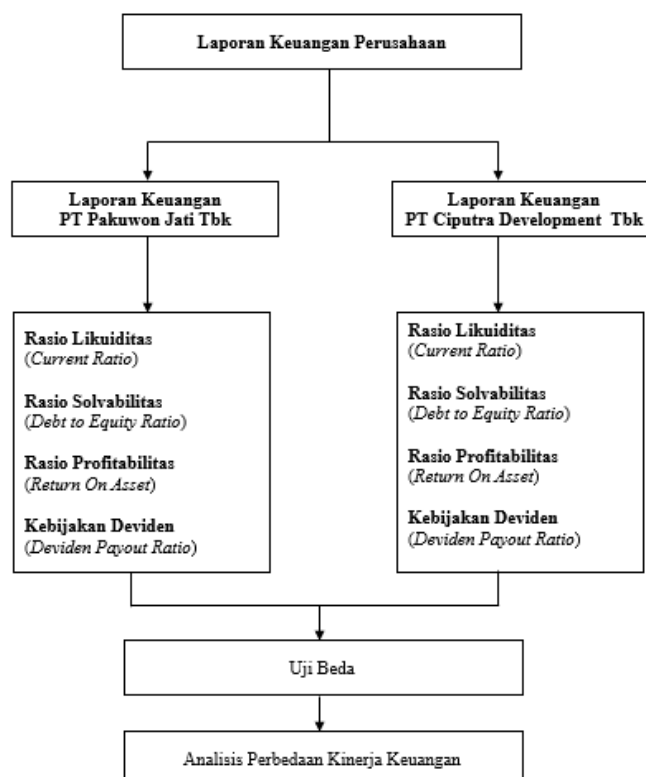 Laporan Keuangan Perusahaan
Laporan Keuangan
PT Pakuwon Jati Tbk
Laporan Keuangan
PT Ciputra Development Tbk
Rasio Likuiditas
(Current Ratio)
Rasio Solvabilitas
(Debt to Equity Ratio)
Rasio Profitabilitas
(Return On Asset)
Kebijakan Deviden
(Deviden Payout Ratio)
Rasio Likuiditas
(Current Ratio)
Rasio Solvabilitas
(Debt to Equity Ratio)
Rasio Profitabilitas
(Return On Asset)
Kebijakan Deviden
(Deviden Payout Ratio)
Uji Beda
Analisis Perbedaan Kinerja Keuangan